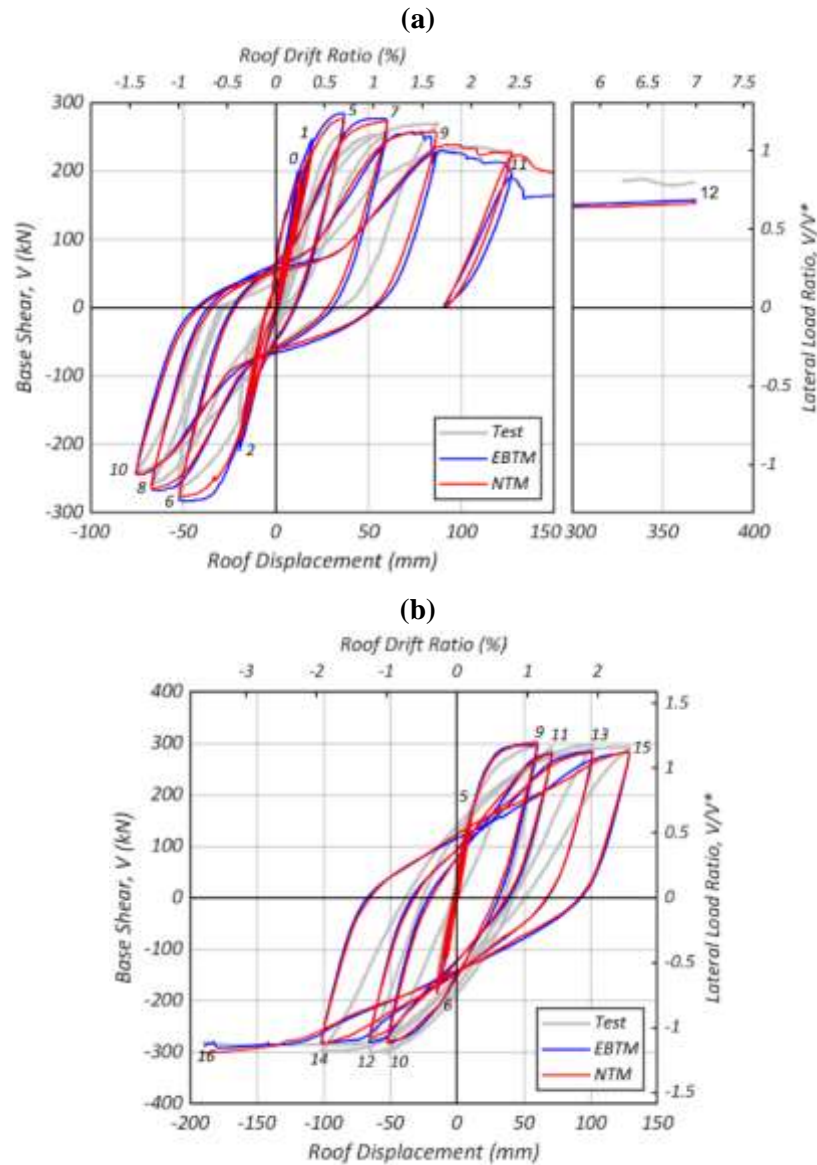 (a)
Roof Drift Ratio (%)
-1.5 -1 -0.5 0 0.5 1 1.5 2 2.5 6 6.5 7 7.5
300
200
100
0
-100
-200
-300
Base Shear, V (kN)
1
0.5
0
-0.5
-1
Lateral Load Ratio, V/V*
0
1
2
5
6
7
8
9
10
11
12
Test
EBTM
NTM
-100 -50 0 50 100 150 300 350 400
Roof Displacement (mm)
(b)
Roof Drift Ratio (%)
-3 -2 -1 0 1 2
400
300
200
100
0
-100
-200
-300
-400
Base Shear, V (kN)
1.5
1
0.5
0
-0.5
-1
-1.5
Lateral Load Ratio, V/V*
5
6
9
10
11
12
13
14
15
16
Test
EBTM
NTM
-200 -150 -100 -50 0 50 100 150
Roof Displacement (mm)